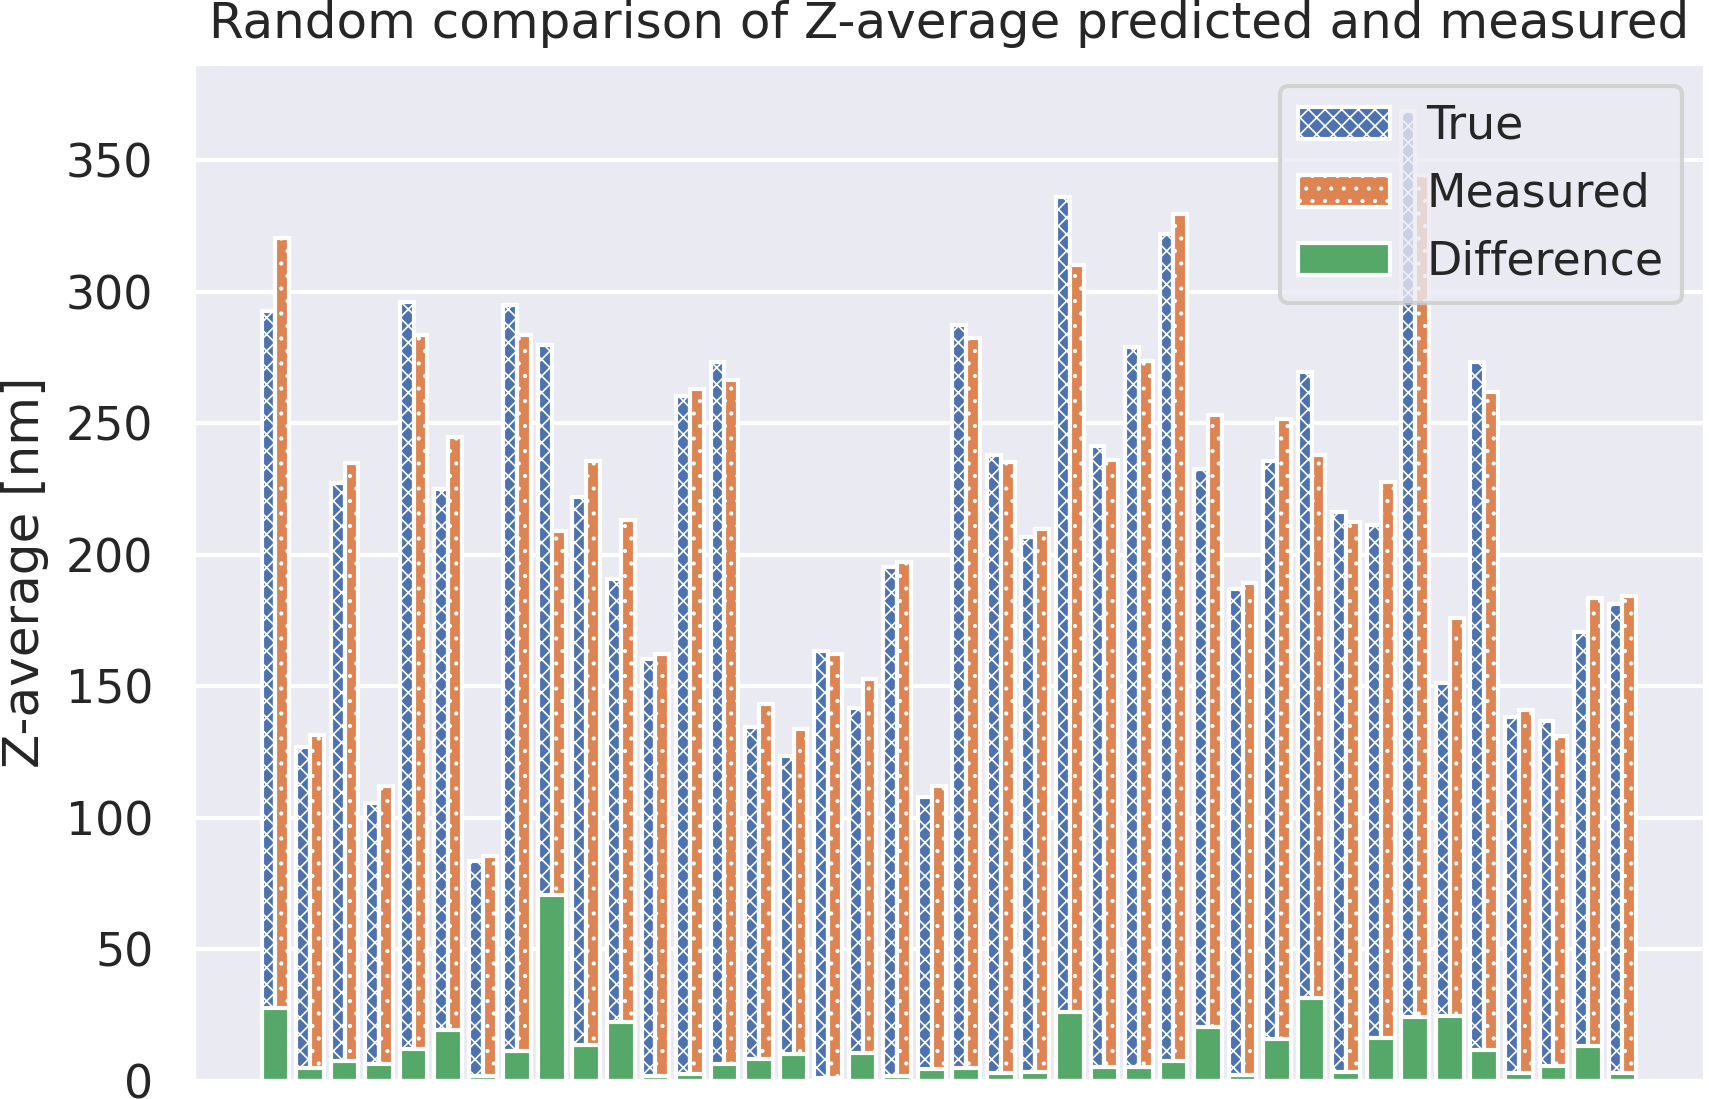 Random comparison of Z-average predicted and measured
True
Measured
Difference
350
300
250
200
150
100
50
0
Z-average [nm]